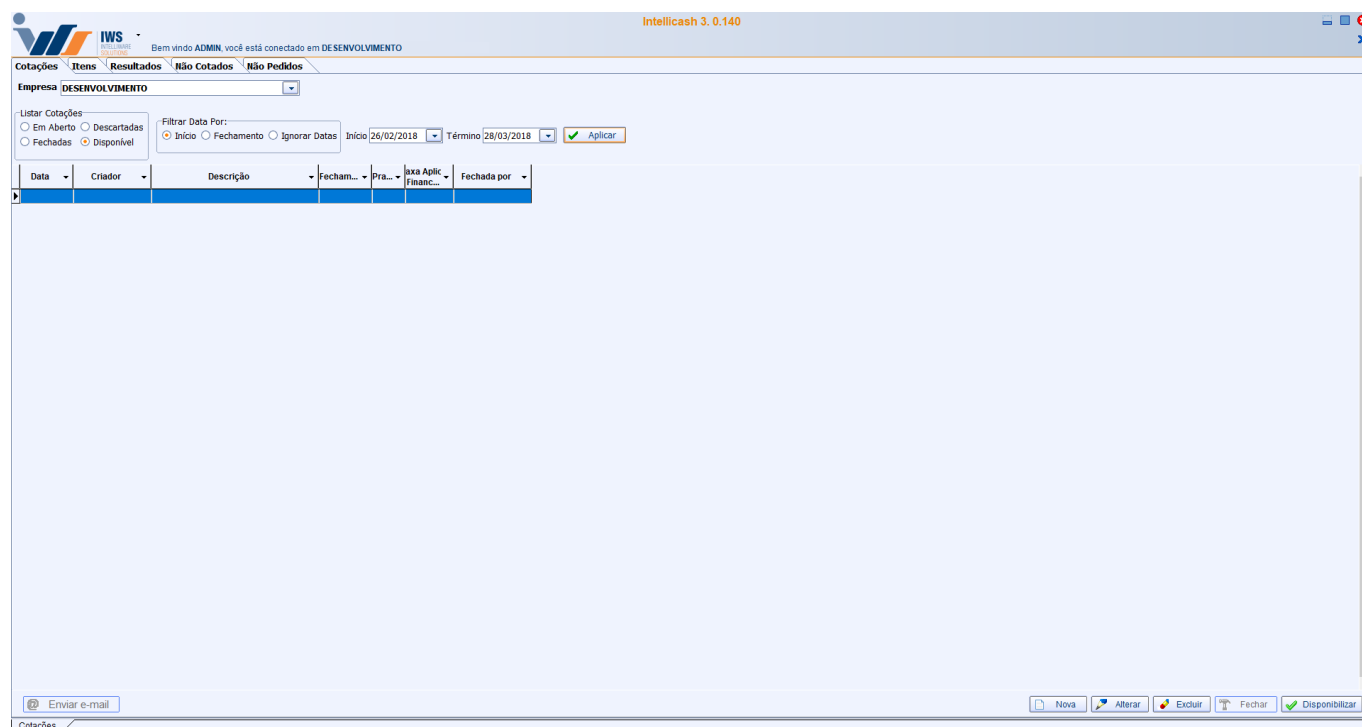 Intellicash 3. 0.140
IWS
INTELLIWARE
SOLUTIONS
Bem vindo ADMIN, você está conectado em DESENVOLVIMENTO
Cotações Itens Resultados Não Cotados Não Pedidos
Empresa DESENVOLVIMENTO
Listar Cotações
Em Aberto Descartadas
Fechadas Disponível
Filtrar Data Por:
Início Fechamento Ignorar Datas Início 26/02/2018 Término 28/03/2018 Aplicar
Data Criador Descrição Fecham... Pra... axa Aplic Financ... Fechada por
Enviar e-mail Nova Alterar Excluir Fechar Disponibilizar
Cotações